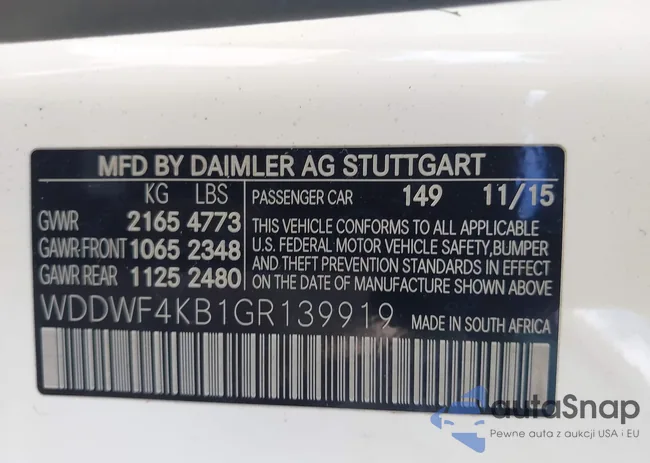 MFD BY DAIMLER AG STUTTGART
KG LBS
GVWR 2165 4773
GAWR-FRONT 1065 2348
GAWR REAR 1125 2480
PASSENGER CAR 149 11/15
THIS VEHICLE CONFORMS TO ALL APPLICABLE
U.S. FEDERAL MOTOR VEHICLE SAFETY, BUMPER
AND THEFT PREVENTION STANDARDS IN EFFECT
ON THE DATE OF MANUFACTURE SHOWN ABOVE.
WDDWF4KB1GR139919 MADE IN SOUTH AFRICA
autaSnap
Pewne auta z aukcji USA i EU